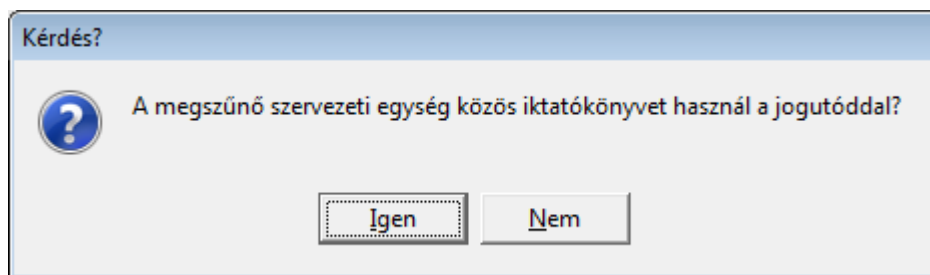 Kérdés?
A megszűnő szervezeti egység közös iktatókönyvet használ a jogutóddal?
Igen
Nem